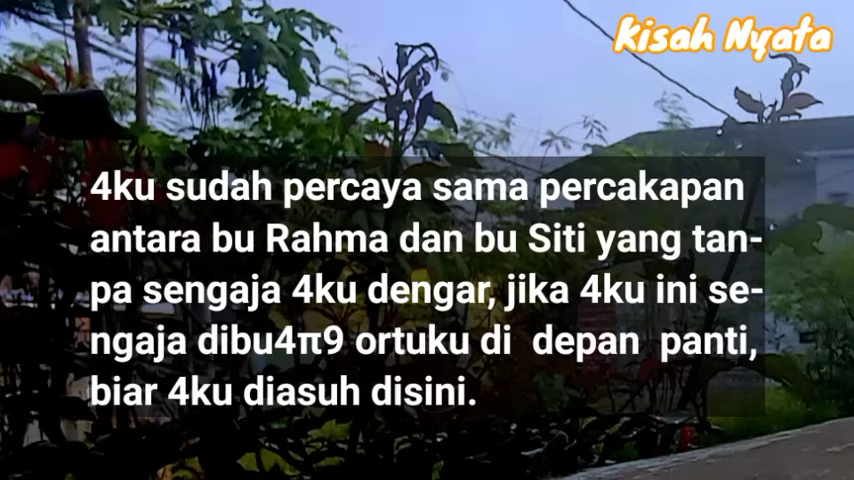 Kisah Nyata
4ku sudah percaya sama percakapan
antara bu Rahma dan bu Siti yang tan-
pa sengaja 4ku dengar, jika 4ku ini se-
ngaja dibu4π9 ortuku di depan panti,
biar 4ku diasuh disini.